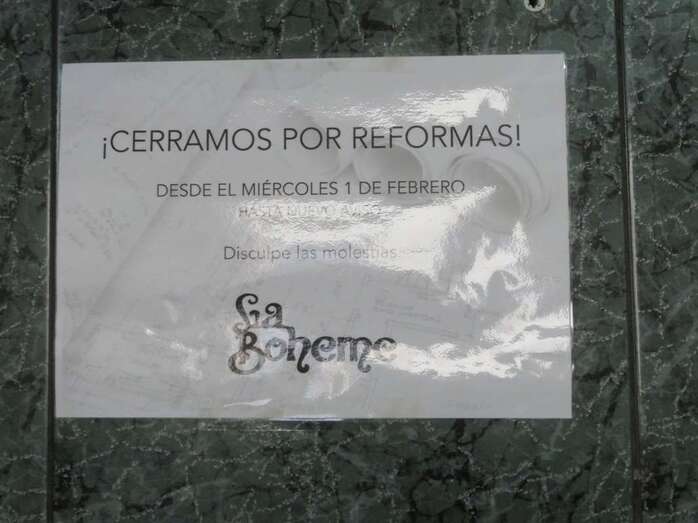 ¡CERRAMOS POR REFORMAS!
DESDE EL MIÉRCOLES 1 DE FEBRERO
HASTA NUEVO AVISO
Disculpe las molestias
La
Boheme